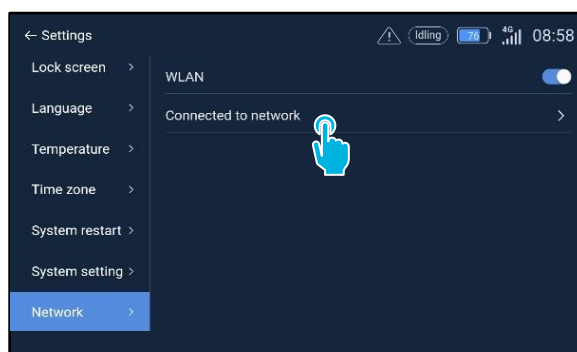 ← Settings
Idling 76 4G 08:58
Lock screen >
Language >
Temperature >
Time zone >
System restart >
System setting >
Network >
WLAN
Connected to network >